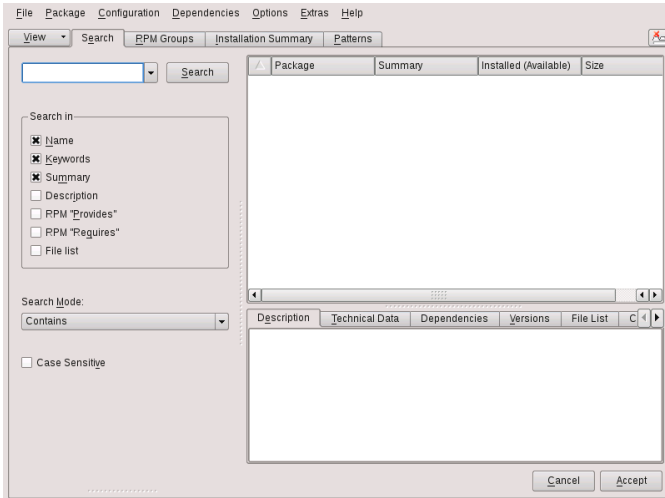 File Package Configuration Dependencies Options Extras Help
View Search RPM Groups Installation Summary Patterns
Search
Package Summary Installed (Available) Size
Search in
Name
Keywords
Summary
Description
RPM "Provides"
RPM "Requires"
File list
Search Mode:
Contains
Case Sensitive
Description Technical Data Dependencies Versions File List C
Cancel Accept